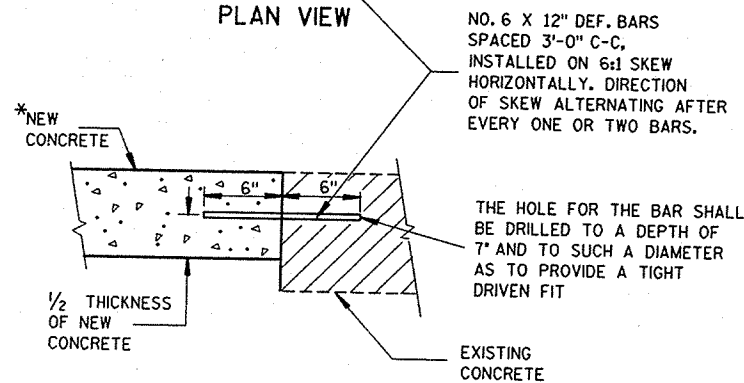 PLAN VIEW
NO. 6 X 12" DEF. BARS
SPACED 3'-0" C-C,
INSTALLED ON 6:1 SKEW
HORIZONTALLY. DIRECTION
OF SKEW ALTERNATING AFTER
EVERY ONE OR TWO BARS.
*NEW
CONCRETE
6" 6"
THE HOLE FOR THE BAR SHALL
BE DRILLED TO A DEPTH OF
7" AND TO SUCH A DIAMETER
AS TO PROVIDE A TIGHT
DRIVEN FIT
½ THICKNESS
OF NEW
CONCRETE
EXISTING
CONCRETE